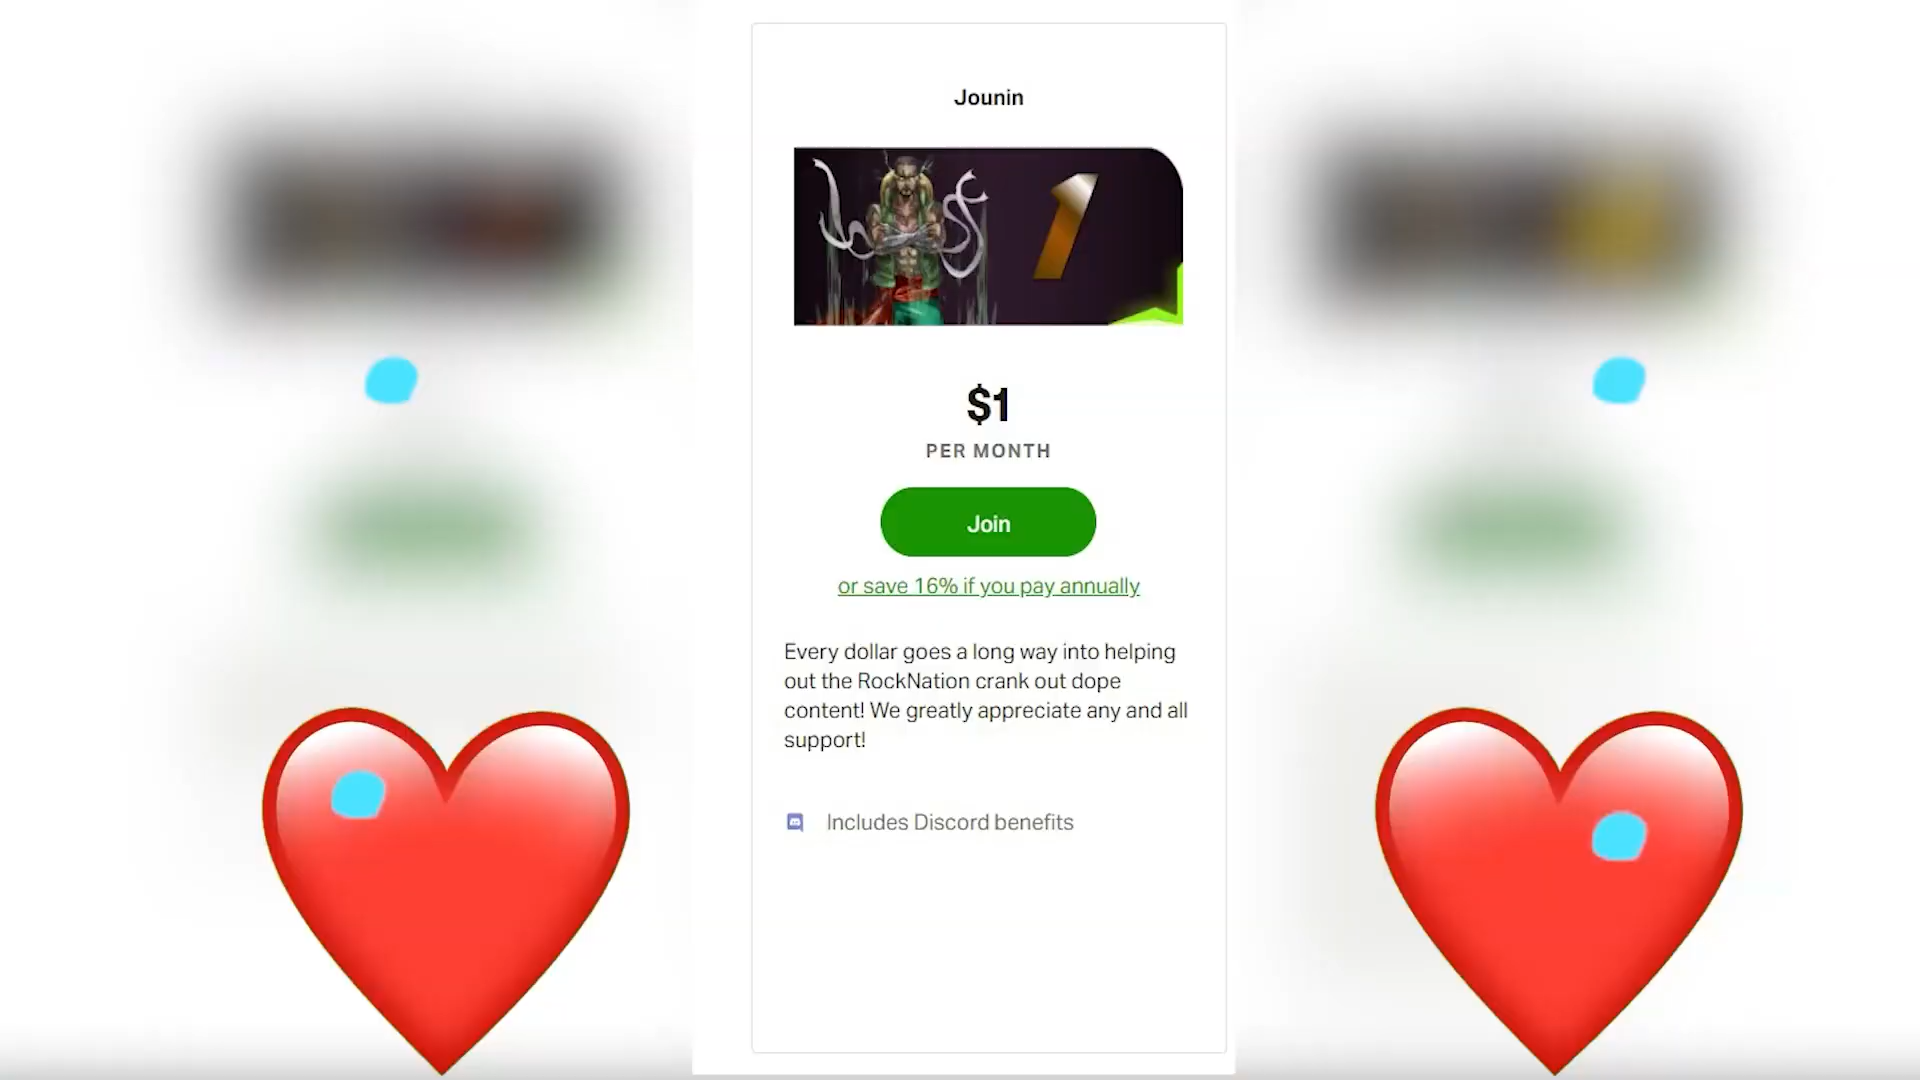 Jounin
1
$1
PER MONTH
Join
or save 16% if you pay annually
Every dollar goes a long way into helping
out the RockNation crank out dope
content! We greatly appreciate any and all
support!
Includes Discord benefits